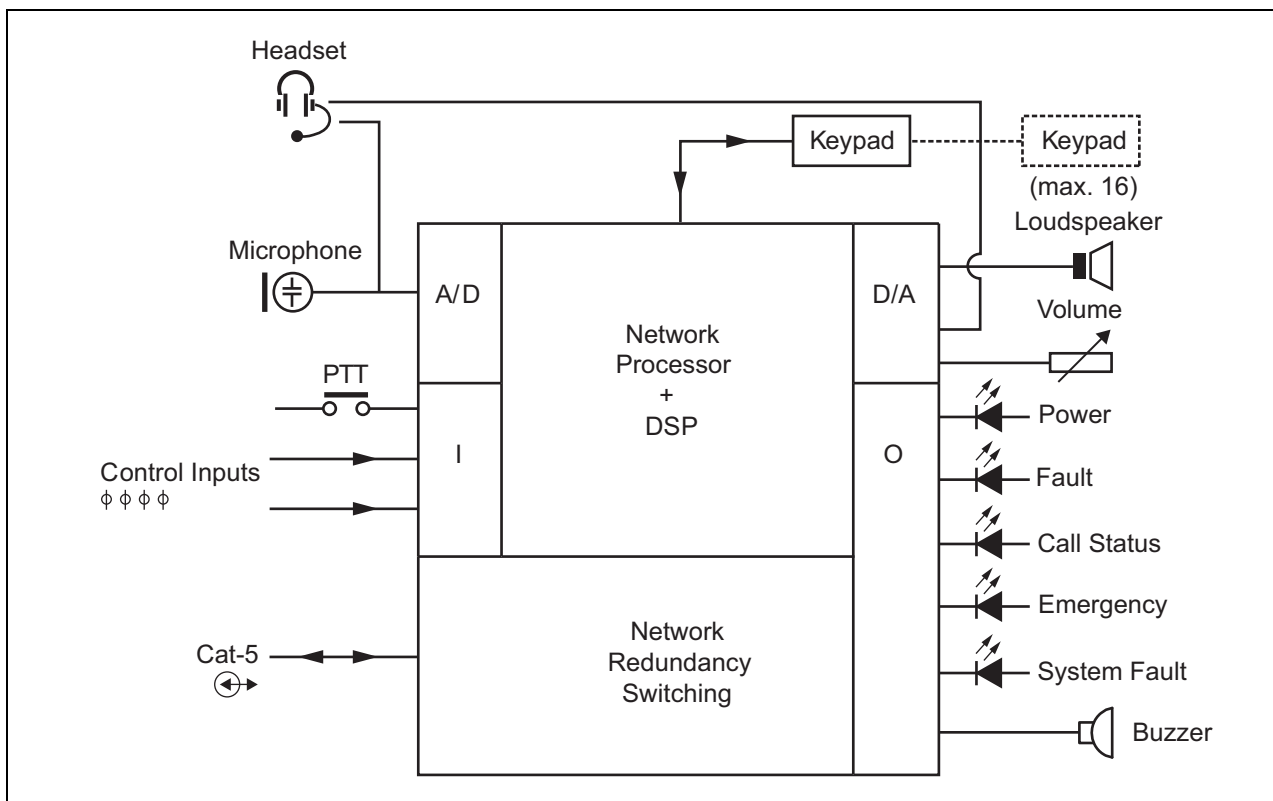 Headset
Keypad
Keypad
(max. 16)
Loudspeaker
Microphone
A/D
D/A
Volume
Network
Processor
+
DSP
PTT
Power
Control Inputs
I
O
Fault
Call Status
Emergency
Cat-5
Network
Redundancy
Switching
System Fault
Buzzer